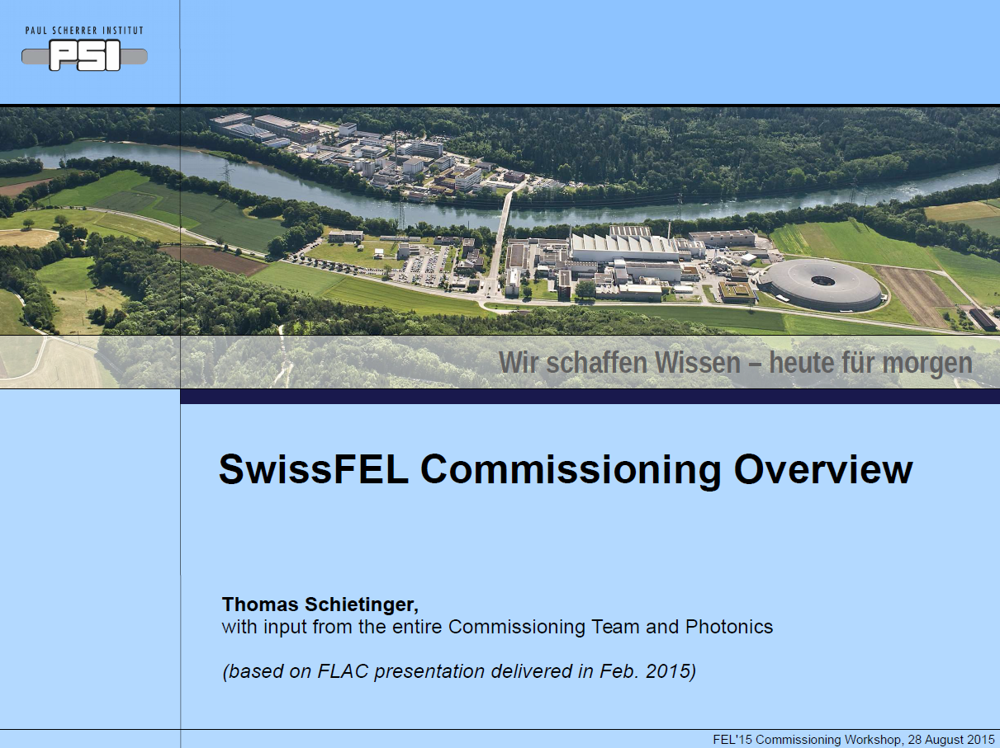 PAUL SCHERRER INSTITUT
PSI
Wir schaffen Wissen – heute für morgen
SwissFEL Commissioning Overview
Thomas Schietinger,
with input from the entire Commissioning Team and Photonics
(based on FLAC presentation delivered in Feb. 2015)
FEL'15 Commissioning Workshop, 28 August 2015